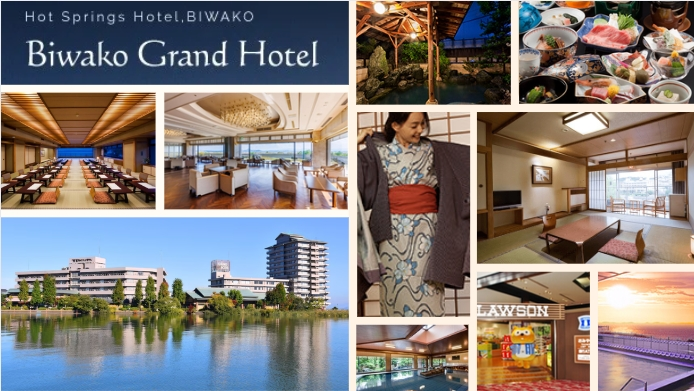 Hot Springs Hotel,BIWAKO
Biwako Grand Hotel
LAWSON